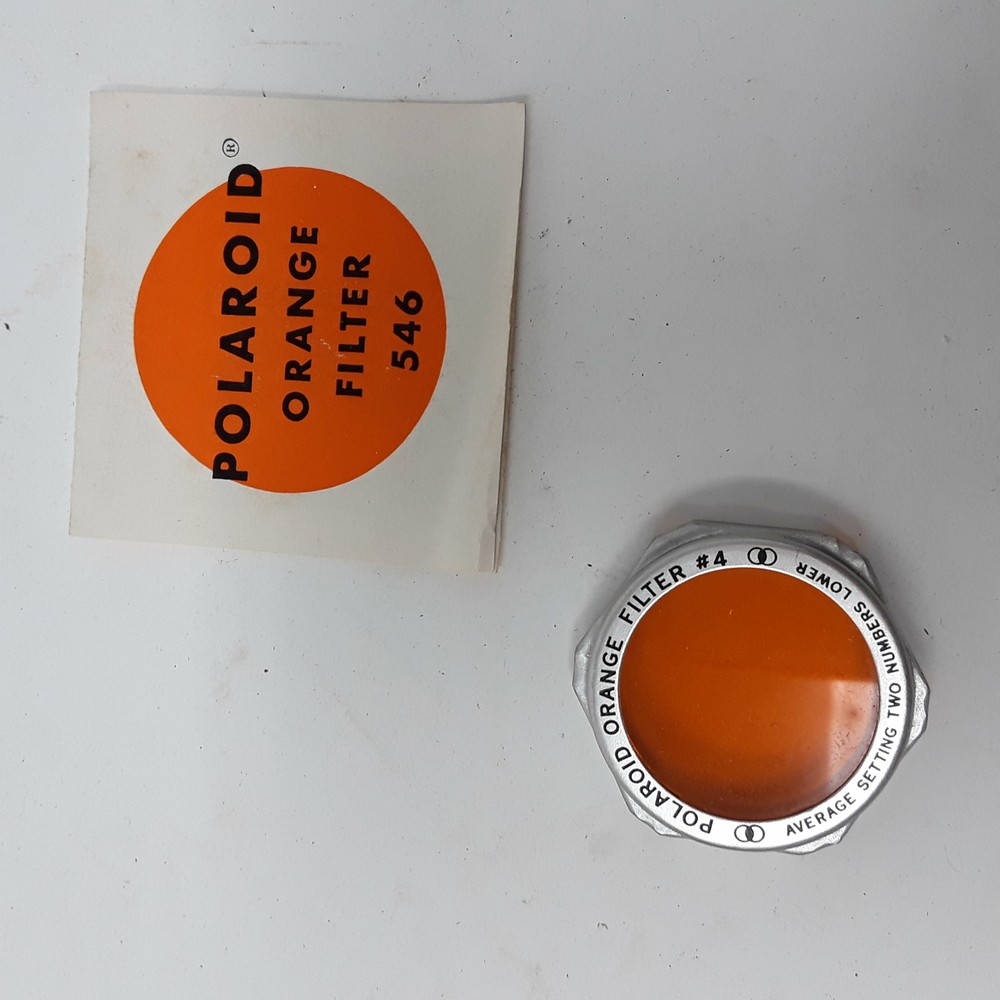 POLAROID®
ORANGE
FILTER
546
POLAROID ORANGE FILTER #4
AVERAGE SETTING TWO NUMBERS LOWER